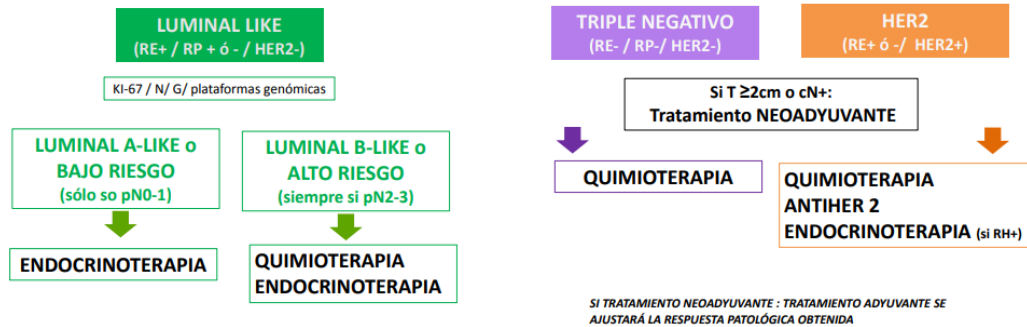 LUMINAL LIKE
(RE+ / RP + ó - / HER2-)
KI-67 / N/ G/ plataformas genómicas
LUMINAL A-LIKE o
BAJO RIESGO
(sólo so pN0-1)
ENDOCRINOTERAPIA
LUMINAL B-LIKE o
ALTO RIESGO
(siempre si pN2-3)
QUIMIOTERAPIA
ENDOCRINOTERAPIA
TRIPLE NEGATIVO
(RE- / RP-/ HER2-)
HER2
(RE+ ó -/ HER2+)
Si T ≥2cm o cN+:
Tratamiento NEOADYUVANTE
QUIMIOTERAPIA
QUIMIOTERAPIA
ANTIHER 2
ENDOCRINOTERAPIA (si RH+)
SI TRATAMIENTO NEOADYUVANTE : TRATAMIENTO ADYUVANTE SE
AJUSTARÁ LA RESPUESTA PATOLÓGICA OBTENIDA